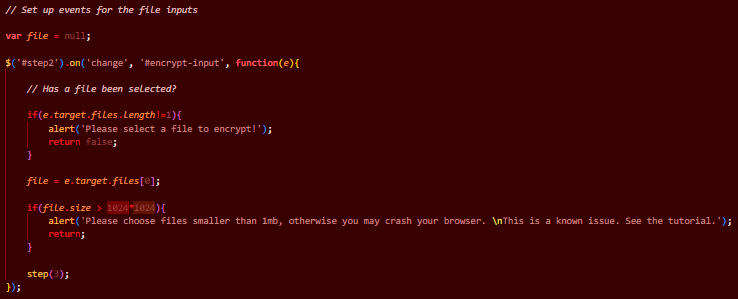 // Set up events for the file inputs
var file = null;
$('#step2').on('change', '#encrypt-input', function(e){
// Has a file been selected?
if(e.target.files.length!=1){
alert('Please select a file to encrypt!');
return false;
}
file = e.target.files[0];
if(file.size > 1024*1024){
alert('Please choose files smaller than 1mb, otherwise you may crash your browser. \nThis is a known issue. See the tutorial.');
return;
}
step(3);
});